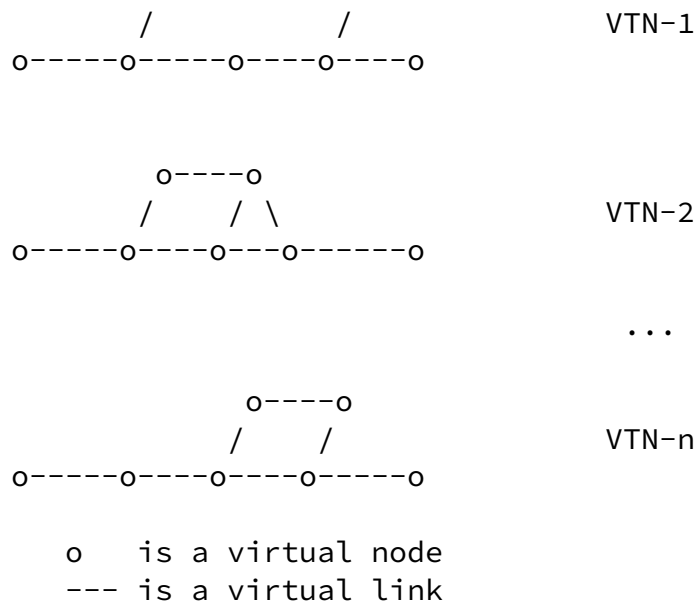 / / VTN-1
o-----o-----o----o----o
o----o
/ / \ VTN-2
o-----o----o---o------o
...
o----o
/ / VTN-n
o-----o----o----o-----o
o is a virtual node
--- is a virtual link